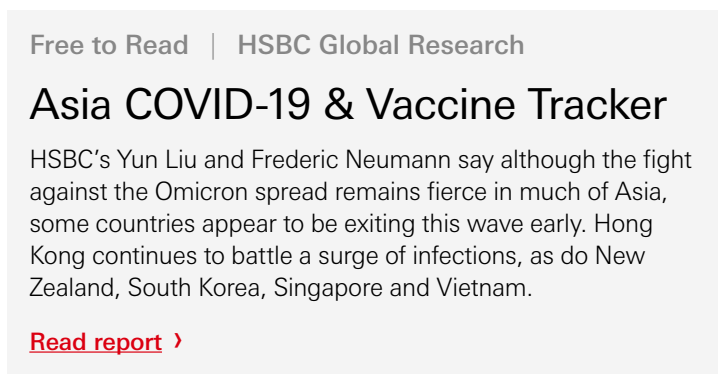 Free to Read | HSBC Global Research
Asia COVID-19 & Vaccine Tracker
HSBC's Yun Liu and Frederic Neumann say although the fight
against the Omicron spread remains fierce in much of Asia,
some countries appear to be exiting this wave early. Hong
Kong continues to battle a surge of infections, as do New
Zealand, South Korea, Singapore and Vietnam.
Read report ›